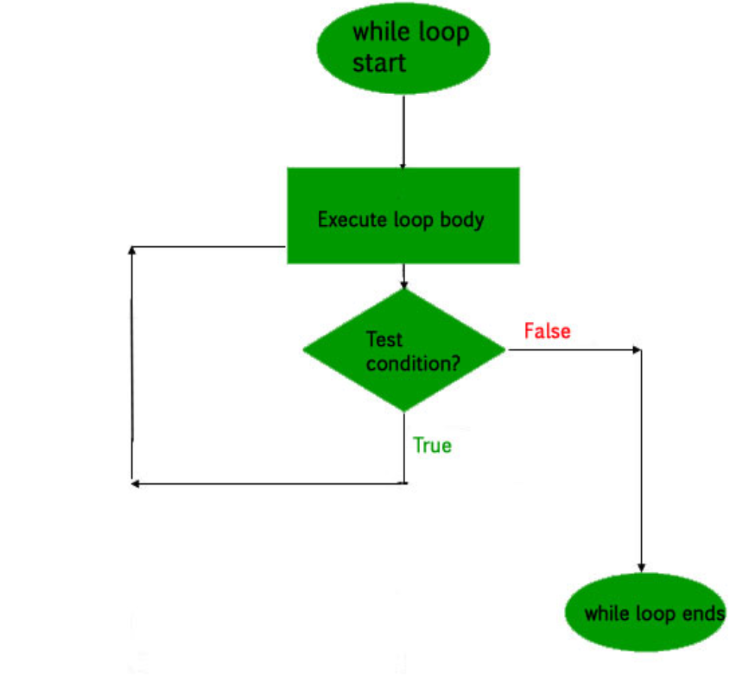 while loop
start
Execute loop body
Test
condition?
False
True
while loop ends